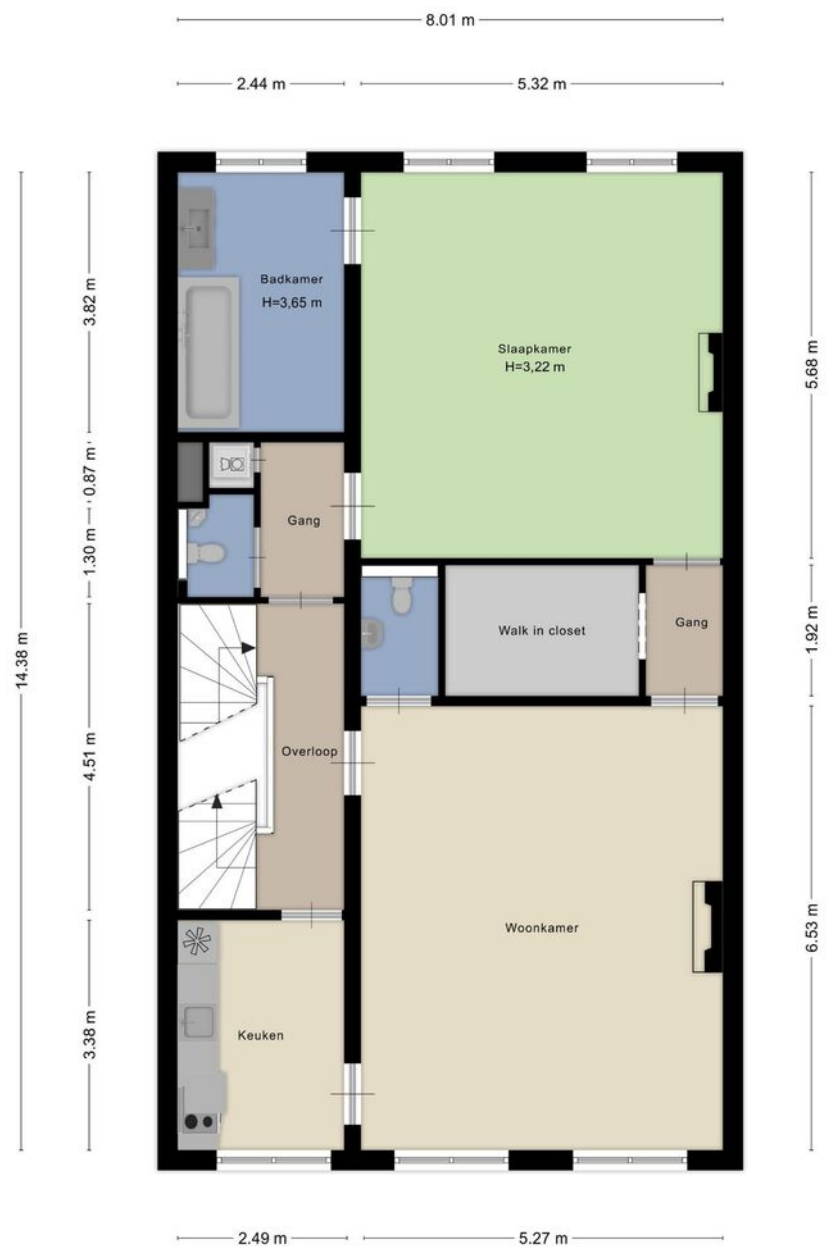 8.01 m
2.44 m
5.32 m
3.82 m
0.87 m
1.30 m
4.51 m
3.38 m
14.38 m
5.68 m
1.92 m
6.53 m
Badkamer
H=3,65 m
Slaapkamer
H=3,22 m
Gang
Walk in closet
Gang
Overloop
Woonkamer
Keuken
2.49 m
5.27 m